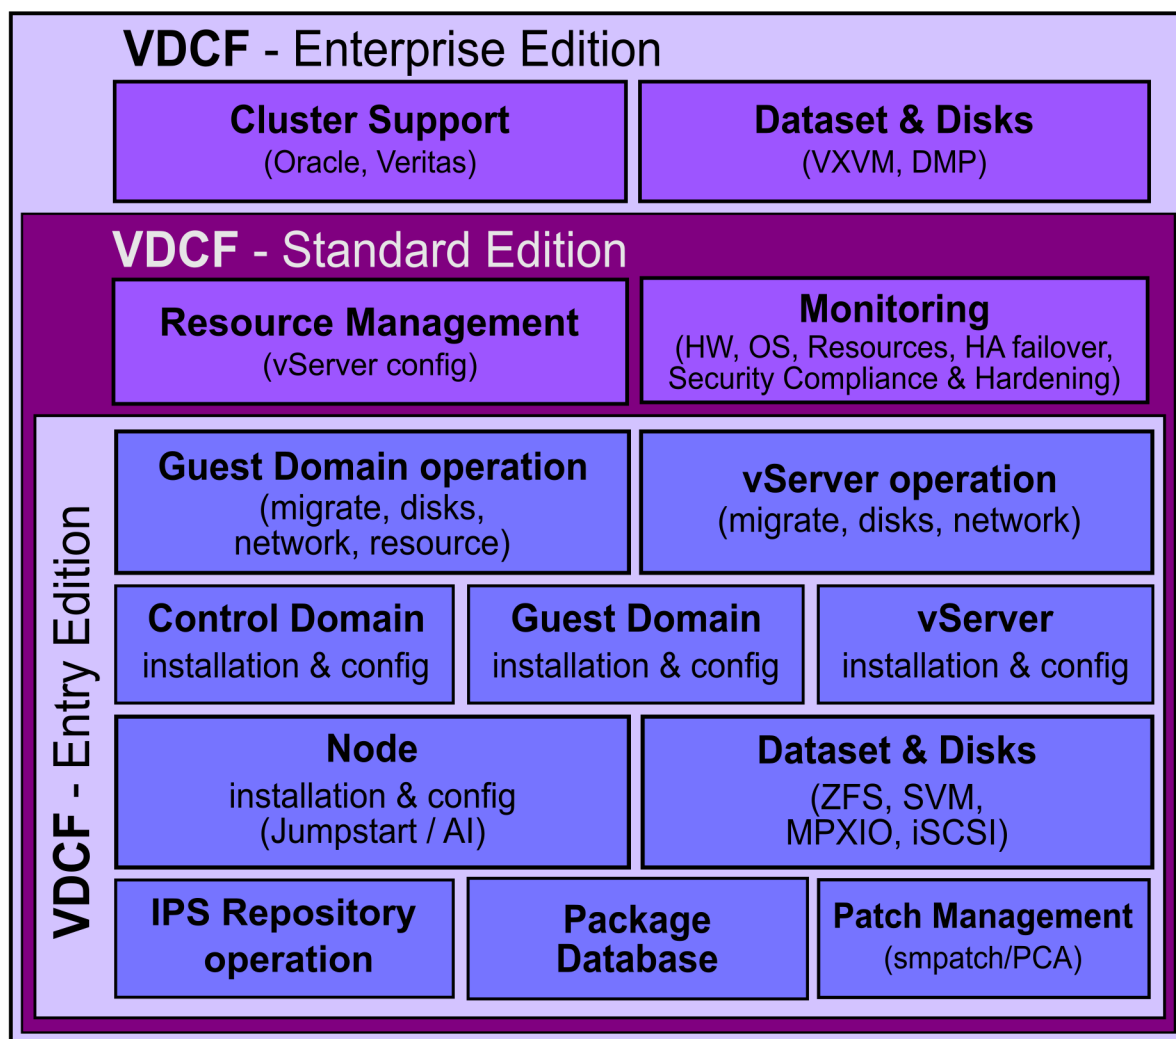 VDCF - Enterprise Edition
Cluster Support
(Oracle, Veritas)
Dataset & Disks
(VXVM, DMP)
VDCF - Standard Edition
Resource Management
(vServer config)
Monitoring
(HW, OS, Resources, HA failover,
Security Compliance & Hardening)
VDCF - Entry Edition
Guest Domain operation
(migrate, disks,
network, resource)
vServer operation
(migrate, disks, network)
Control Domain
installation & config
Guest Domain
installation & config
vServer
installation & config
Node
installation & config
(Jumpstart / AI)
Dataset & Disks
(ZFS, SVM,
MPXIO, iSCSI)
IPS Repository
operation
Package
Database
Patch Management
(smpatch/PCA)